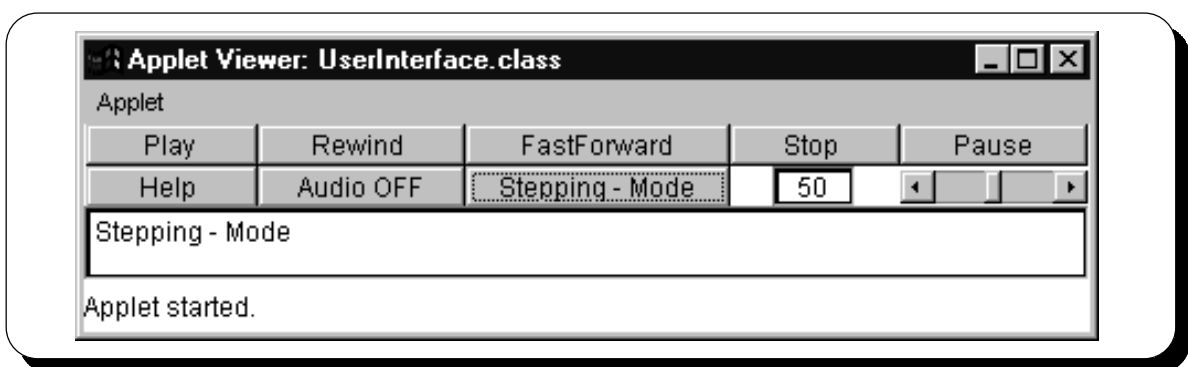 Applet Viewer: UserInterface.class
Applet
Play Rewind FastForward Stop Pause
Help Audio OFF Stepping - Mode 50
Stepping - Mode
Applet started.